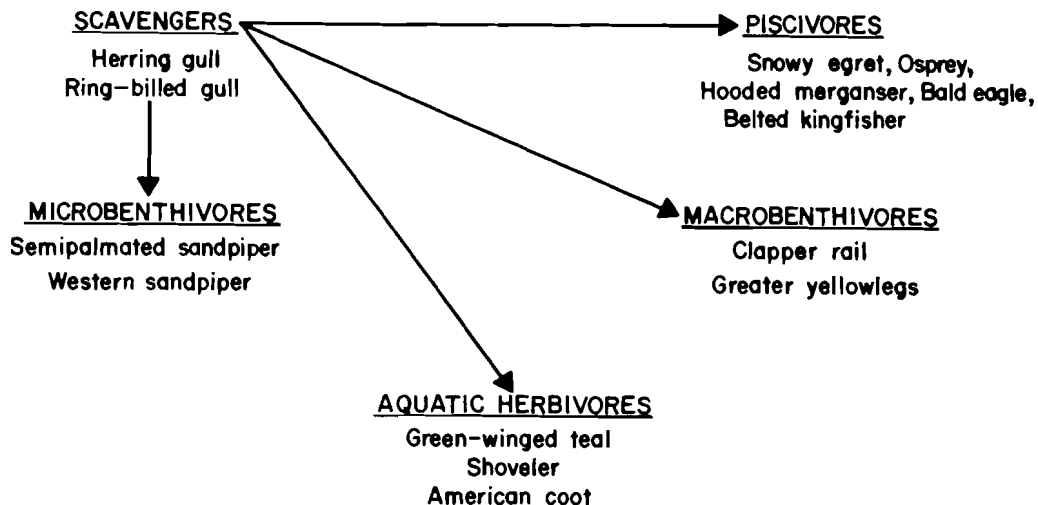 SCAVENGERS
Herring gull
Ring-billed gull
PISCIVORES
Snowy egret, Osprey,
Hooded merganser, Bald eagle,
Belted kingfisher
MICROBENTHIVORES
Semipalmated sandpiper
Western sandpiper
MACROBENTHIVORES
Clapper rail
Greater yellowlegs
AQUATIC HERBIVORES
Green-winged teal
Shoveler
American coot